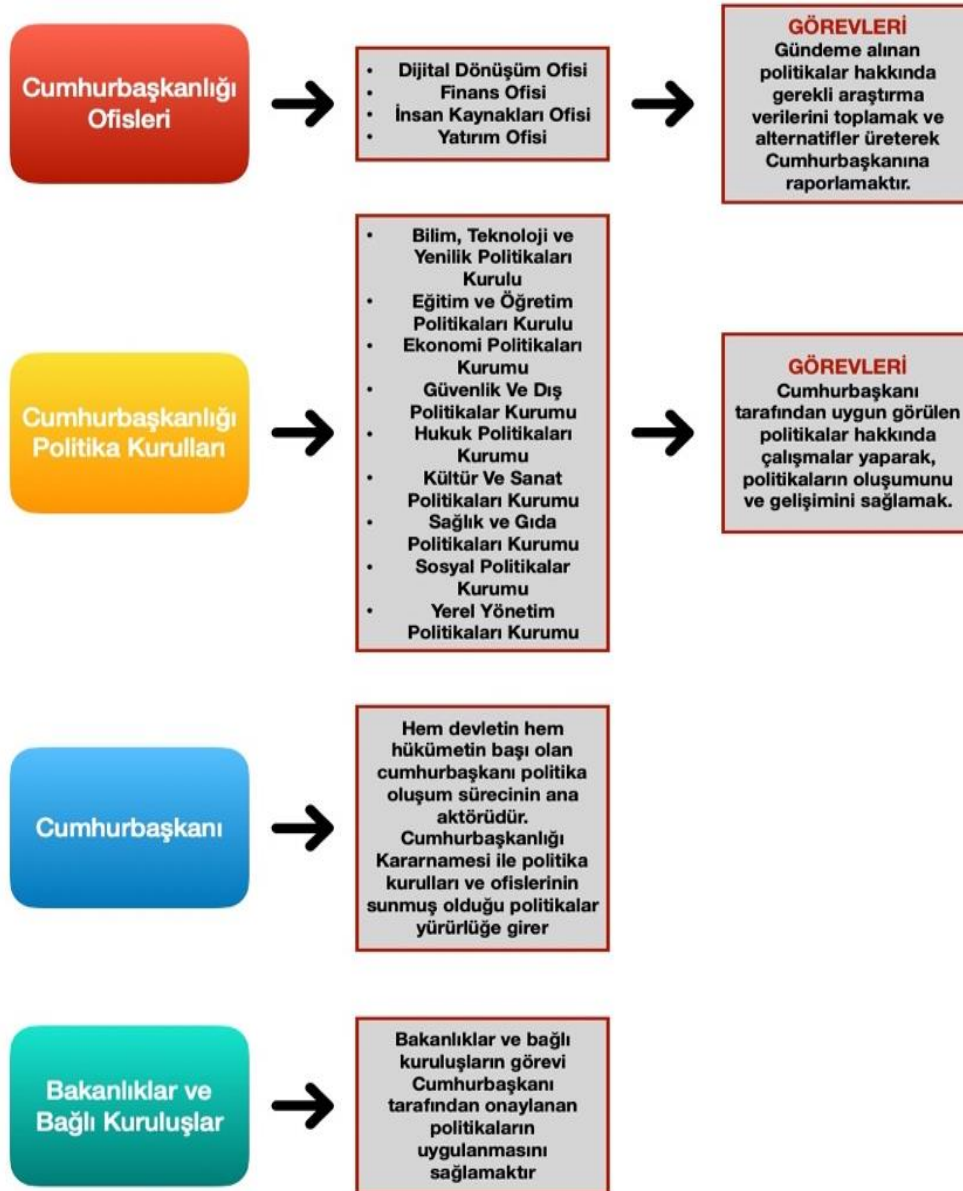 Cumhurbaşkanlığı
Ofisleri
• Dijital Dönüşüm Ofisi
• Finans Ofisi
• İnsan Kaynakları Ofisi
• Yatırım Ofisi
GÖREVLERİ
Gündeme alınan
politikalar hakkında
gerekli araştırma
verilerini toplamak ve
alternatifler üreterek
Cumhurbaşkanına
raporlamaktır.
Cumhurbaşkanlığı
Politika Kurulları
• Bilim, Teknoloji ve
Yenilik Politikaları
Kurulu
• Eğitim ve Öğretim
Politikaları Kurulu
• Ekonomi Politikaları
Kurumu
• Güvenlik Ve Dış
Politikalar Kurumu
• Hukuk Politikaları
Kurumu
• Kültür Ve Sanat
Politikaları Kurumu
• Sağlık ve Gıda
Politikaları Kurumu
• Sosyal Politikalar
Kurumu
• Yerel Yönetim
Politikaları Kurumu
GÖREVLERİ
Cumhurbaşkanı
tarafından uygun görülen
politikalar hakkında
çalışmalar yaparak,
politikaların oluşumunu
ve gelişimini sağlamak.
Cumhurbaşkanı
Hem devletin hem
hükümetin başı olan
cumhurbaşkanı politika
oluşum sürecinin ana
aktörüdür.
Cumhurbaşkanlığı
Kararnamesi ile politika
kurulları ve ofislerinin
sunmuş olduğu politikalar
yürürlüğe girer
Bakanlıklar ve
Bağlı Kuruluşlar
Bakanlıklar ve bağlı
kuruluşların görevi
Cumhurbaşkanı
tarafından onaylanan
politikaların
uygulanmasını
sağlamaktır